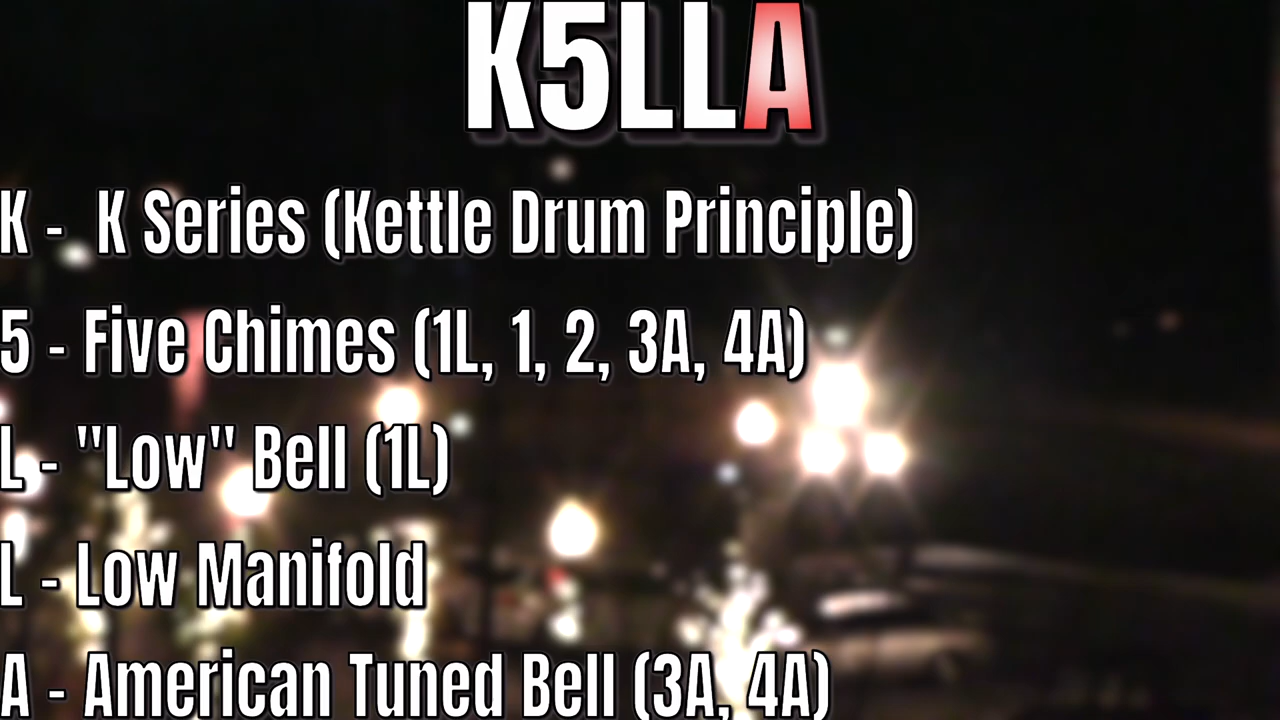 K5LLA
K - K Series (Kettle Drum Principle)
5 - Five Chimes (1L, 1, 2, 3A, 4A)
L - "Low" Bell (1L)
L - Low Manifold
A - American Tuned Bell (3A, 4A)